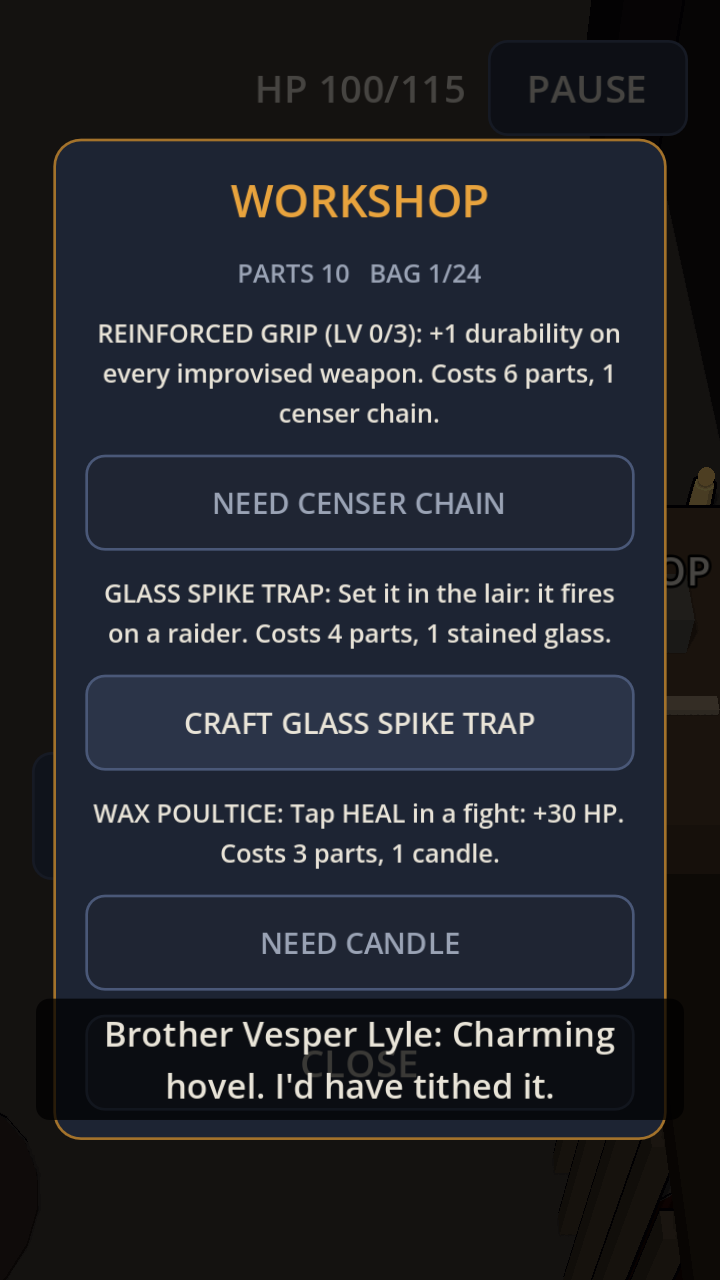 HP 100/115
PAUSE
WORKSHOP
PARTS 10 BAG 1/24
REINFORCED GRIP (LV 0/3): +1 durability on
every improvised weapon. Costs 6 parts, 1
censer chain.
NEED CENSER CHAIN
GLASS SPIKE TRAP: Set it in the lair: it fires
on a raider. Costs 4 parts, 1 stained glass.
CRAFT GLASS SPIKE TRAP
WAX POULTICE: Tap HEAL in a fight: +30 HP.
Costs 3 parts, 1 candle.
NEED CANDLE
CLOSE
Brother Vesper Lyle: Charming
hovel. I'd have tithed it.